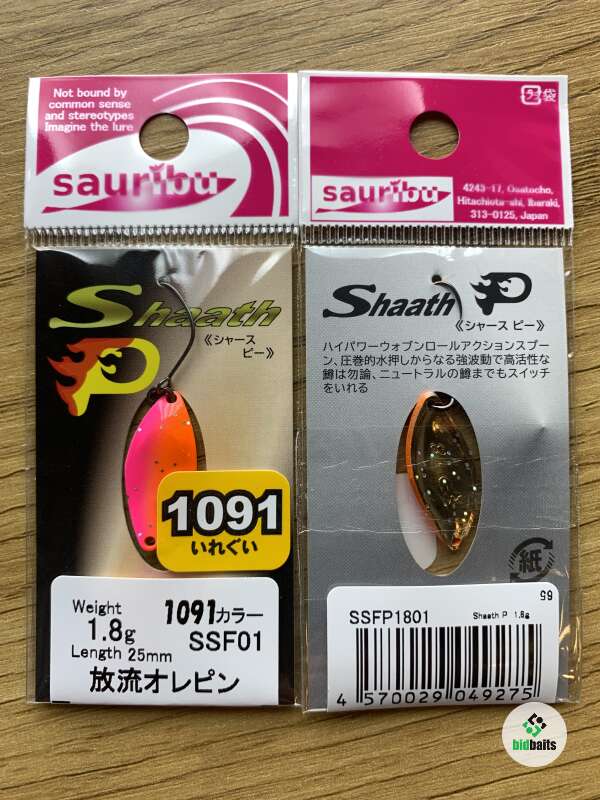 Not bound by
common sense
and stereotypes
Imagine the lure
sauribu
Shaath
P
《シャース
ピー》
1091
いれぐい
Weight
1.8g
Length 25mm
1091カラー
SSF01
放流オレピン
袋
sauribu
4243-17, Osatocho,
Hitachiota-shi, Ibaraki,
313-0125, Japan
Shaath P
《シャース ピー》
ハイパワーウォブンロールアクションスプー
ン、圧巻的水押しからなる強波動で高活性な
鱒は勿論、ニュートラルの鱒までもスイッチ
をいれる
紙
65
SSFP1801
Shaath P 1.8g
4 570029 049275
bidbaits